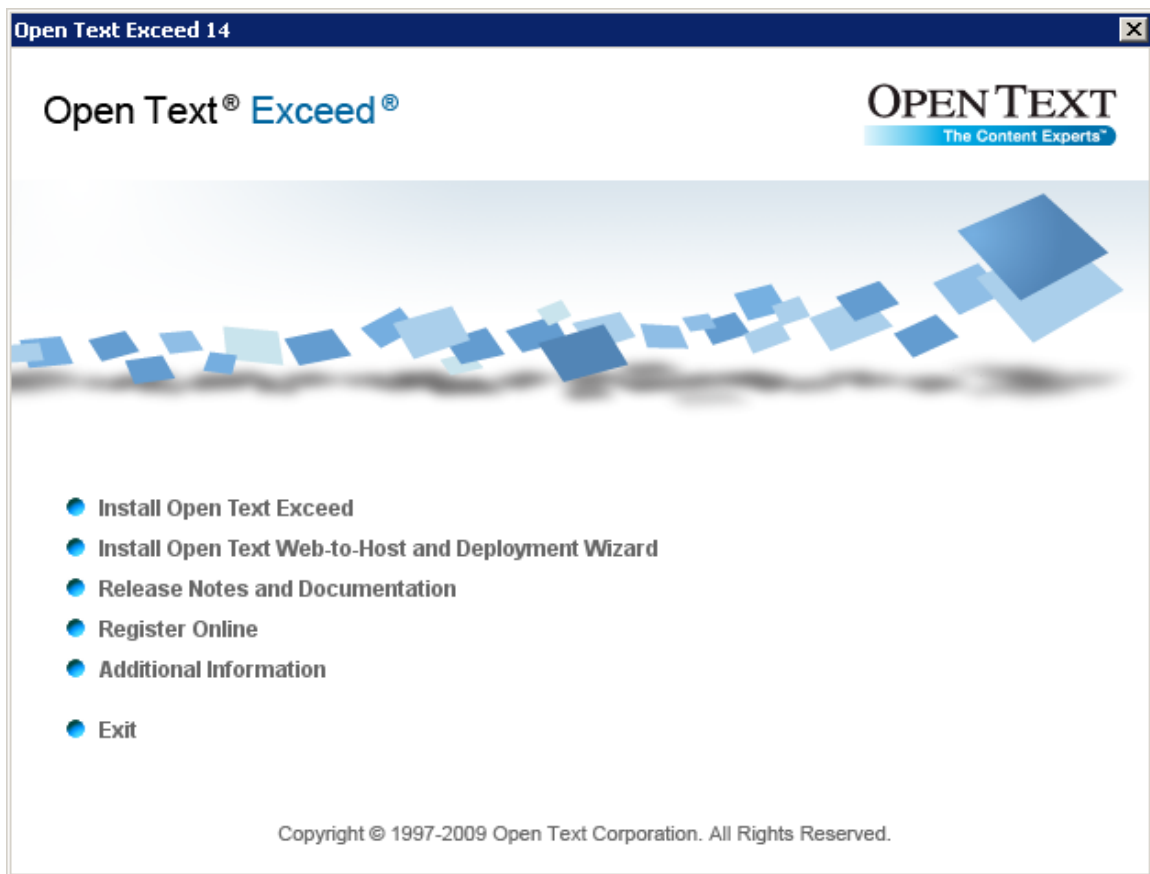 Open Text Exceed 14
Open Text® Exceed®
OPEN TEXT
The Content Experts™
Install Open Text Exceed
Install Open Text Web-to-Host and Deployment Wizard
Release Notes and Documentation
Register Online
Additional Information
Exit
Copyright © 1997-2009 Open Text Corporation. All Rights Reserved.